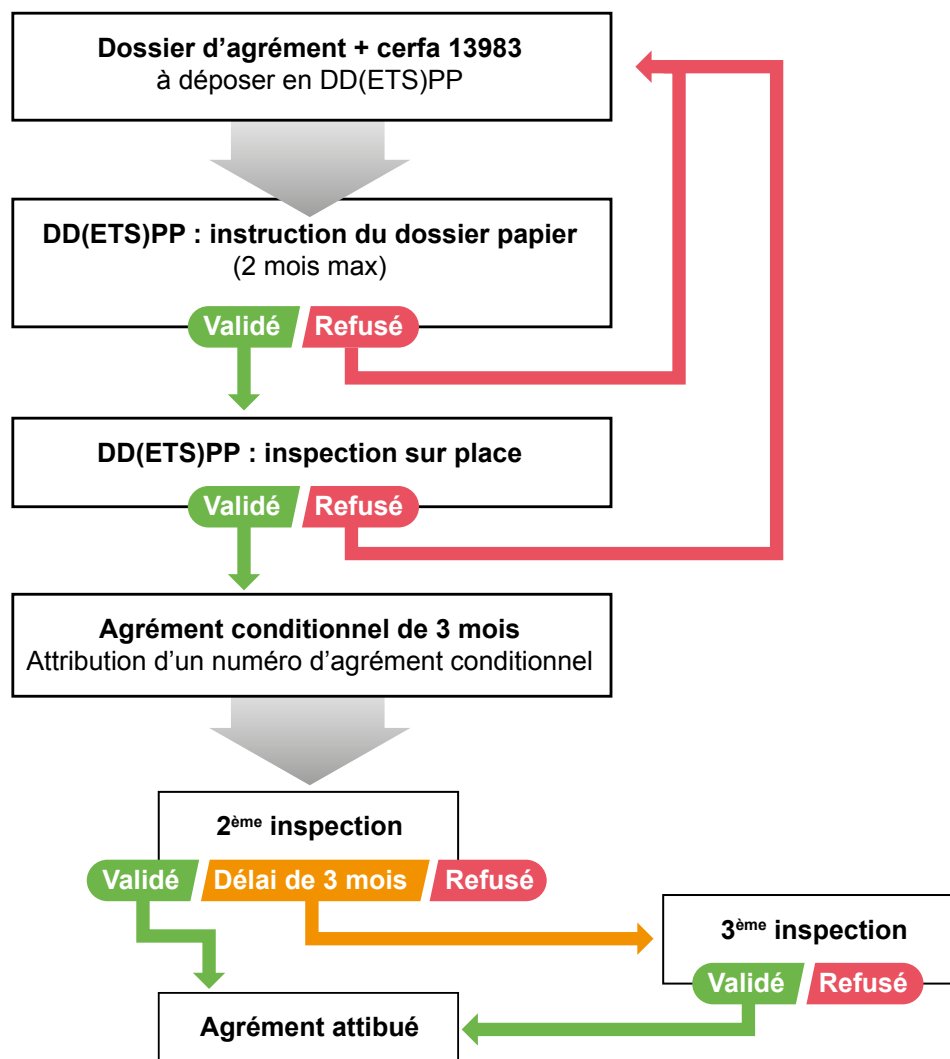 Dossier d’agrément + cerfa 13983
à déposer en DD(ETS)PP
DD(ETS)PP : instruction du dossier papier
(2 mois max)
Validé Refusé
DD(ETS)PP : inspection sur place
Validé Refusé
Agrément conditionnel de 3 mois
Attribution d’un numéro d’agrément conditionnel
2ème inspection
Validé Délai de 3 mois Refusé
3ème inspection
Validé Refusé
Agrément attibué